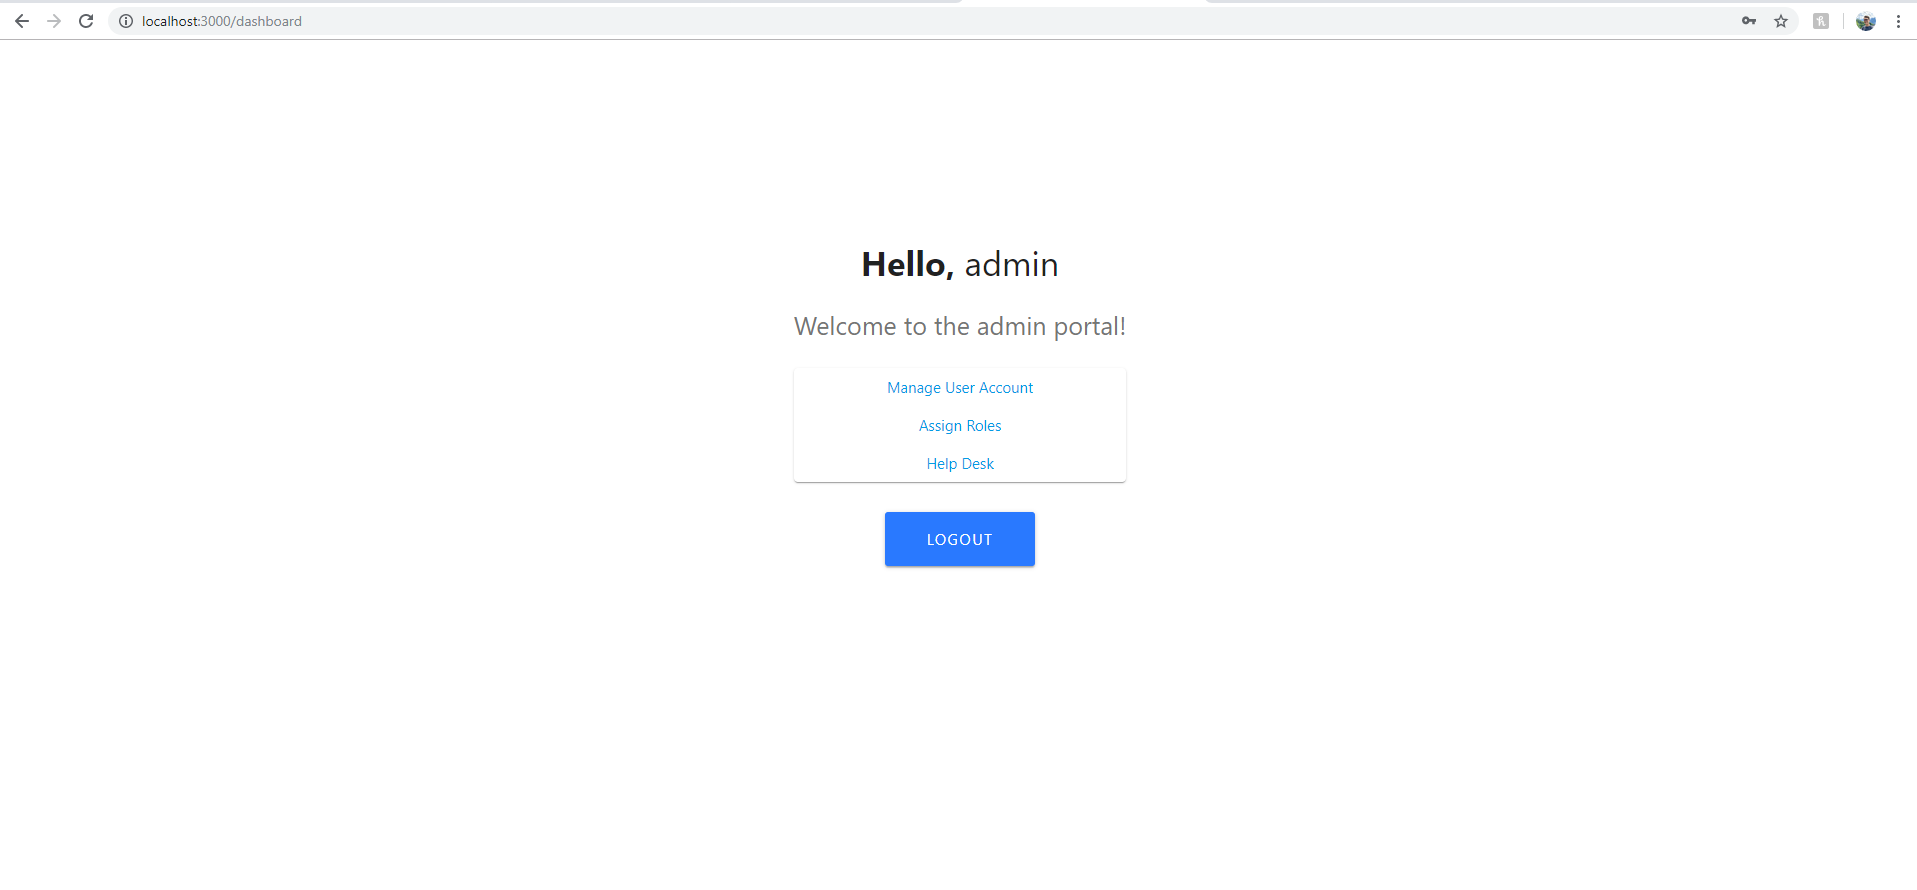 localhost:3000/dashboard
Hello, admin
Welcome to the admin portal!
Manage User Account
Assign Roles
Help Desk
LOGOUT